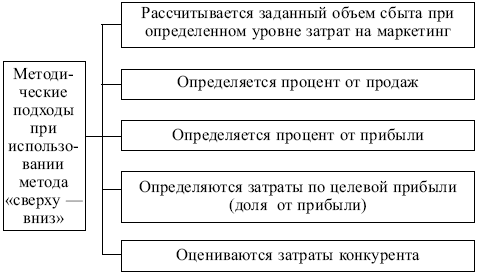 Методи-
ческие
подходы
при
использо-
вании
метода
«сверху —
вниз»
Рассчитывается заданный объем сбыта при
определенном уровне затрат на маркетинг
Определяется процент от продаж
Определяется процент от прибыли
Определяются затраты по целевой прибыли
(доля от прибыли)
Оцениваются затраты конкурента